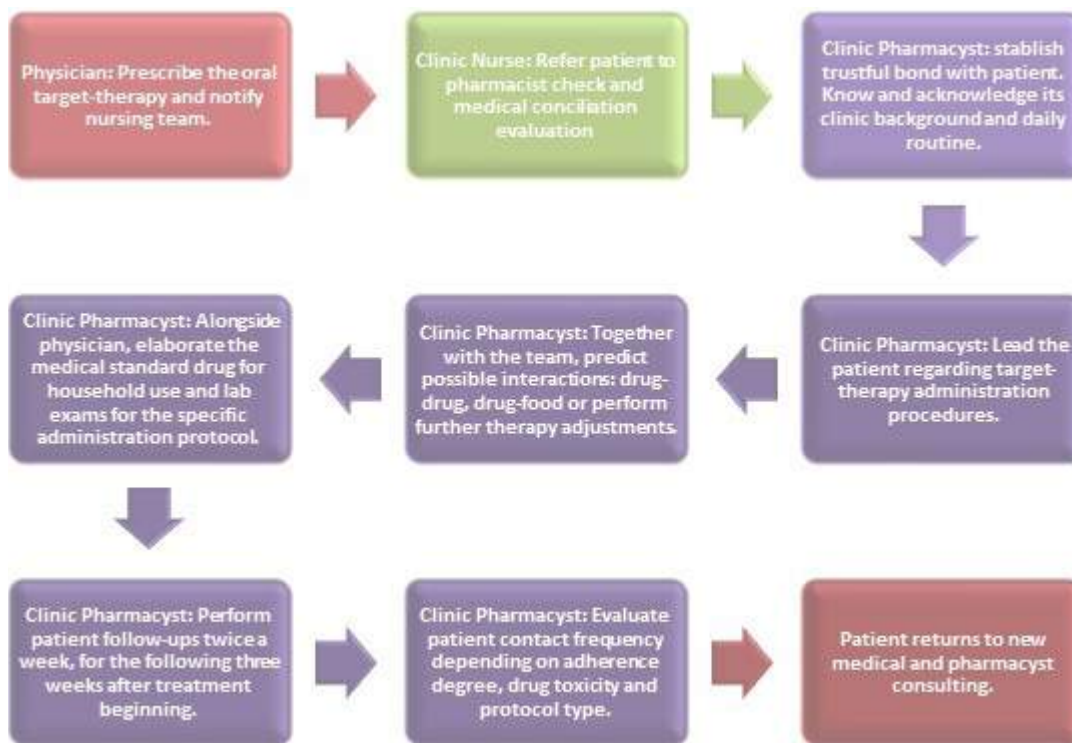 Physician: Prescribe the oral
target-therapy and notify
nursing team.
Clinic Nurse: Refer patient to
pharmacist check and
medical conciliation
evaluation
Clinic Pharmacyst: stablish
trustful bond with patient.
Know and acknowledge its
clinic background and daily
routine.
Clinic Pharmacyst: Lead the
patient regarding target-
therapy administration
procedures.
Clinic Pharmacyst: Together
with the team, predict
possible interactions: drug-
drug, drug-food or perform
further therapy adjustments.
Clinic Pharmacyst: Alongside
physician, elaborate the
medical standard drug for
household use and lab
exams for the specific
administration protocol.
Clinic Pharmacyst: Perform
patient follow-ups twice a
week, for the following three
weeks after treatment
beginning.
Clinic Pharmacyst: Evaluate
patient contact frequency
depending on adherence
degree, drug toxicity and
protocol type.
Patient returns to new
medical and pharmacyst
consulting.